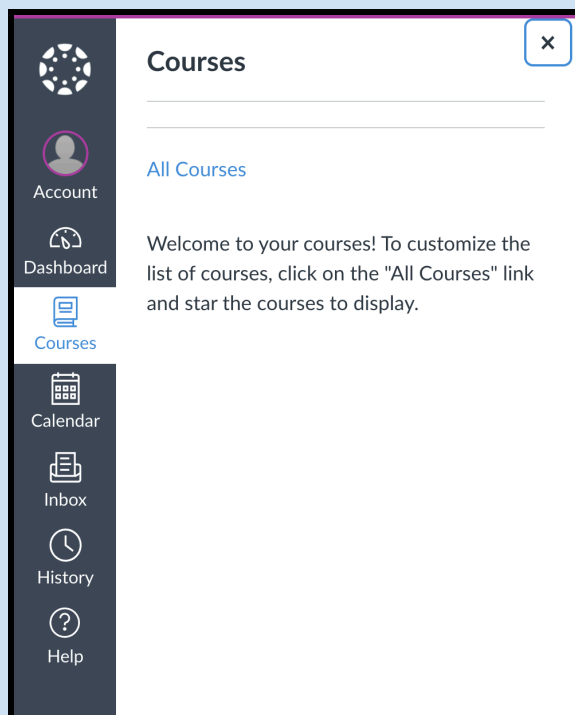 Courses
All Courses
Welcome to your courses! To customize the
list of courses, click on the "All Courses" link
and star the courses to display.
Account
Dashboard
Courses
Calendar
Inbox
History
Help